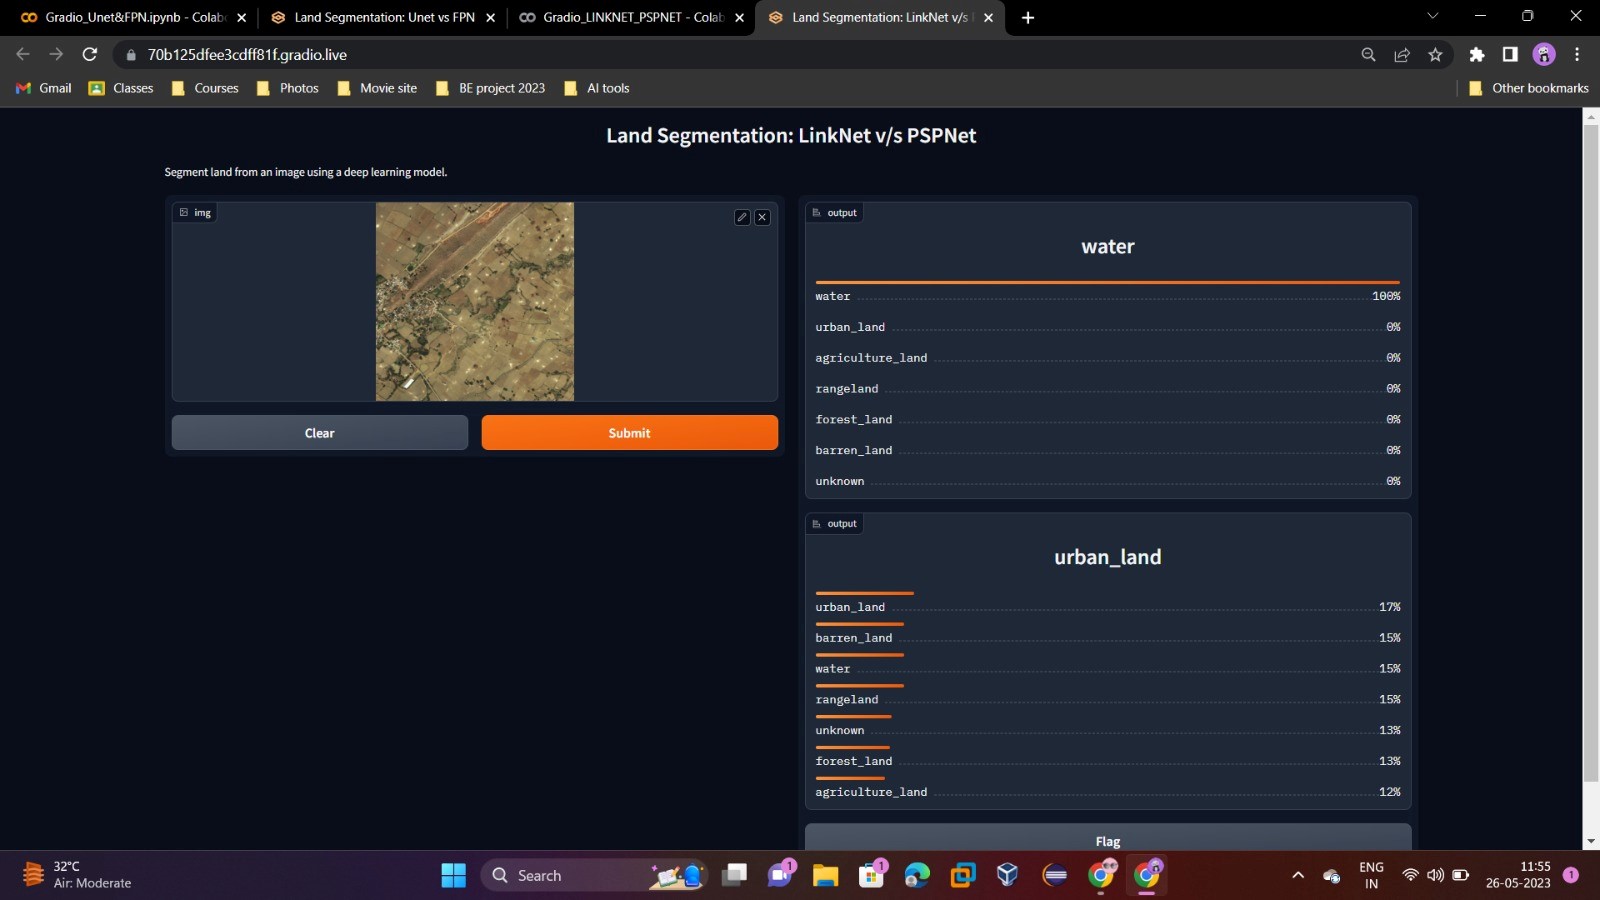 Gradio_Unet&FPN.ipynb - Colab
Land Segmentation: Unet vs FPN
Gradio_LINKNET_PSPNET - Colab
Land Segmentation: LinkNet v/s
70b125dfee3cdff81f.gradio.live
Gmail
Classes
Courses
Photos
Movie site
BE project 2023
AI tools
Other bookmarks
Land Segmentation: LinkNet v/s PSPNet
Segment land from an image using a deep learning model.
img
Clear
Submit
output
water
water 100%
urban_land 0%
agriculture_land 0%
rangeland 0%
forest_land 0%
barren_land 0%
unknown 0%
output
urban_land
urban_land 17%
barren_land 15%
water 15%
rangeland 15%
unknown 13%
forest_land 13%
agriculture_land 12%
Flag
32°C
Air: Moderate
Search
1
1
ENG
IN
11:55
26-05-2023
1